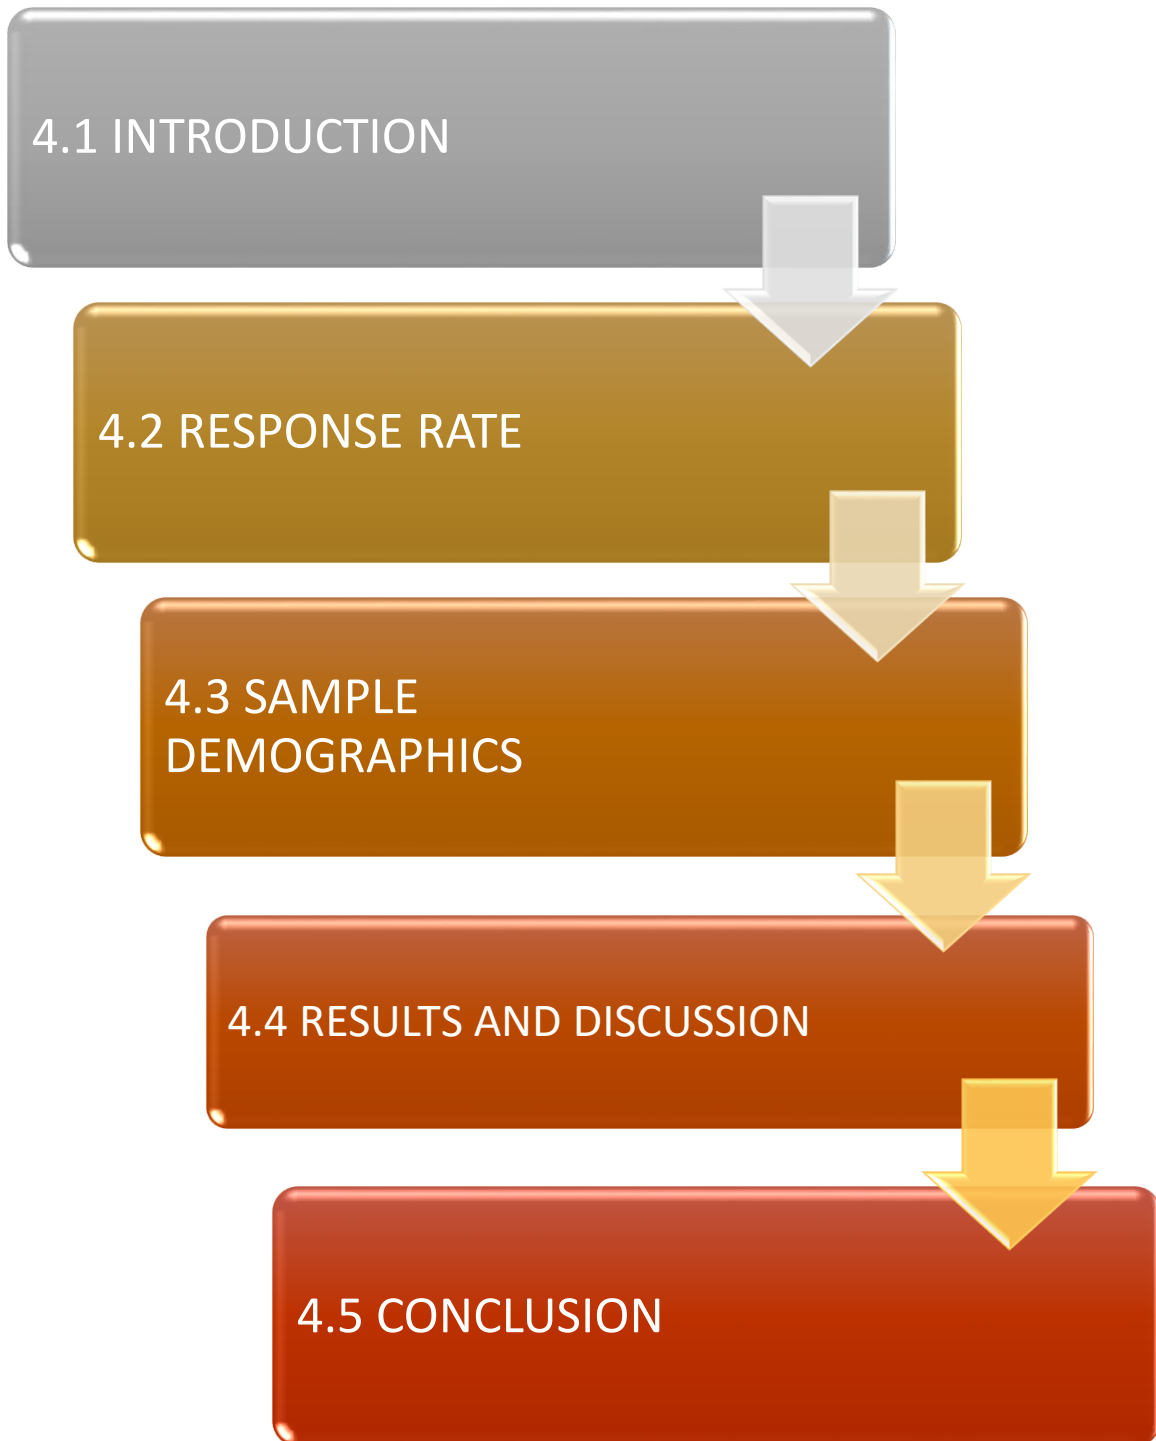 4.1 INTRODUCTION
4.2 RESPONSE RATE
4.3 SAMPLE
DEMOGRAPHICS
4.4 RESULTS AND DISCUSSION
4.5 CONCLUSION